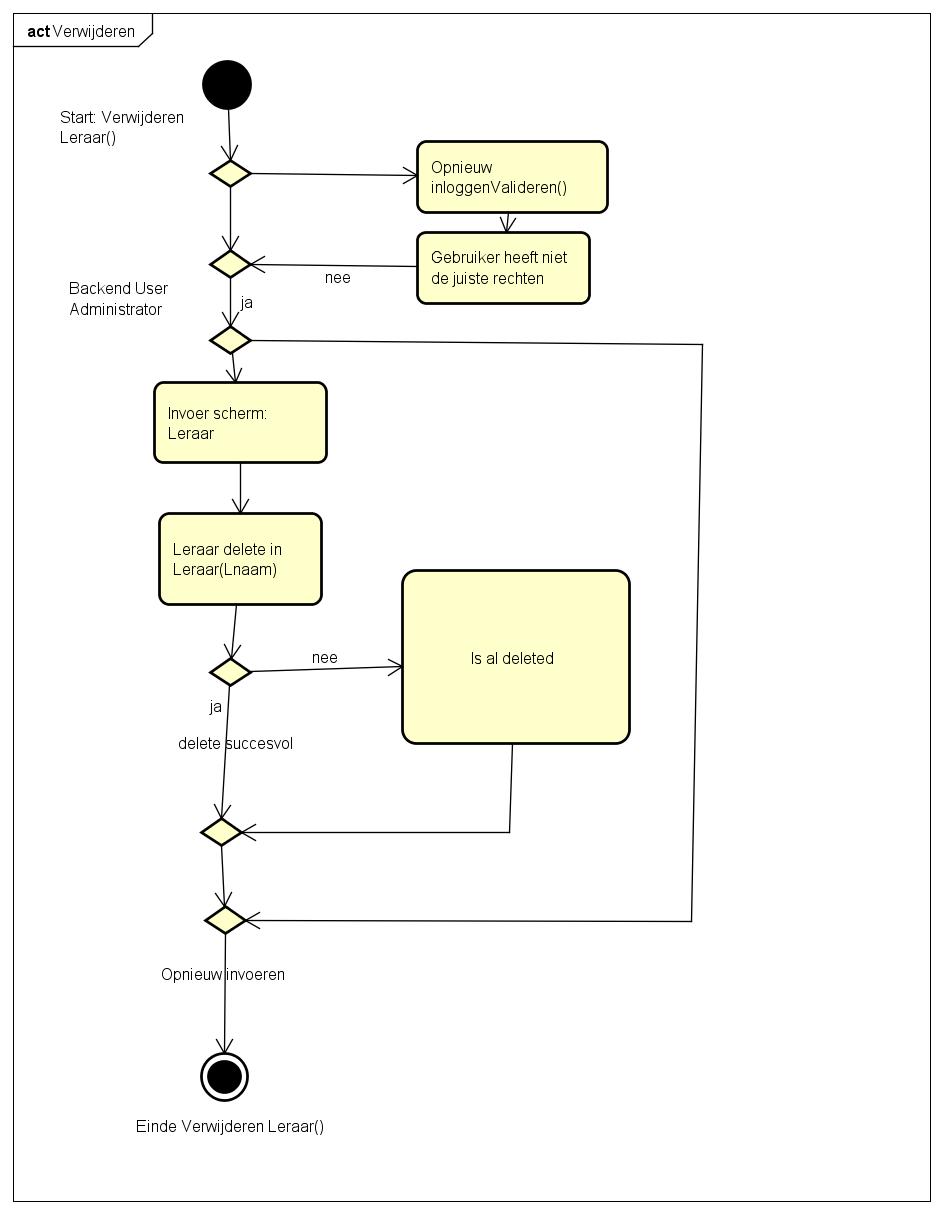 act Verwijderen
Start: Verwijderen
Leraar()
Opnieuw
inloggenValideren()
Gebruiker heeft niet
de juiste rechten
nee
Backend User
Administrator
ja
Invoer scherm:
Leraar
Leraar delete in
Leraar(Lnaam)
nee
Is al deleted
ja
delete succesvol
Opnieuw invoeren
Einde Verwijderen Leraar()